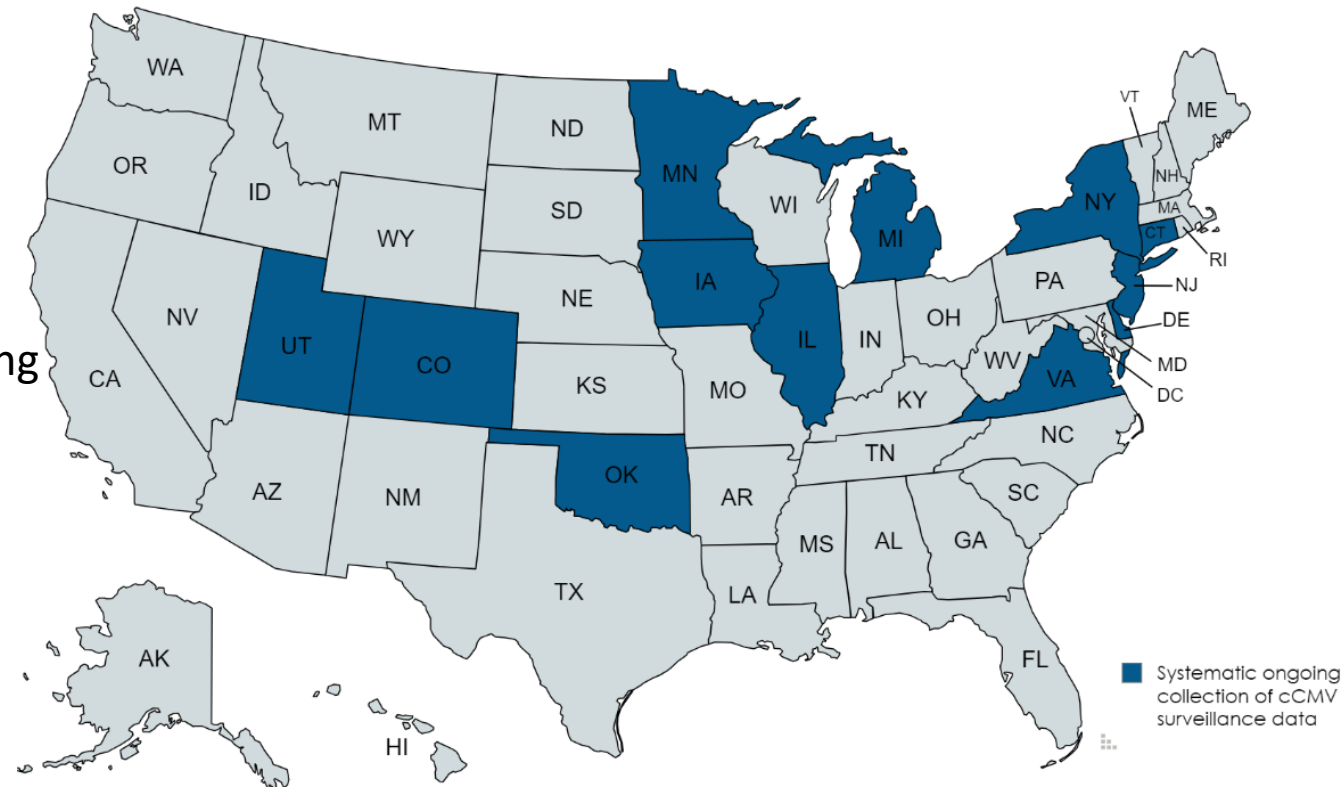 WA
MT
ND
MN
VT
ME
OR
ID
SD
WI
MI
NY
NH
MA
CT
RI
WY
NE
IA
PA
NJ
NV
UT
CO
IL
IN
OH
DE
ng
CA
KS
MO
WV
VA
MD
DC
KY
NC
AZ
NM
OK
AR
TN
SC
TX
LA
MS
AL
GA
AK
HI
FL
Systematic ongoing
collection of cCMV
surveillance data